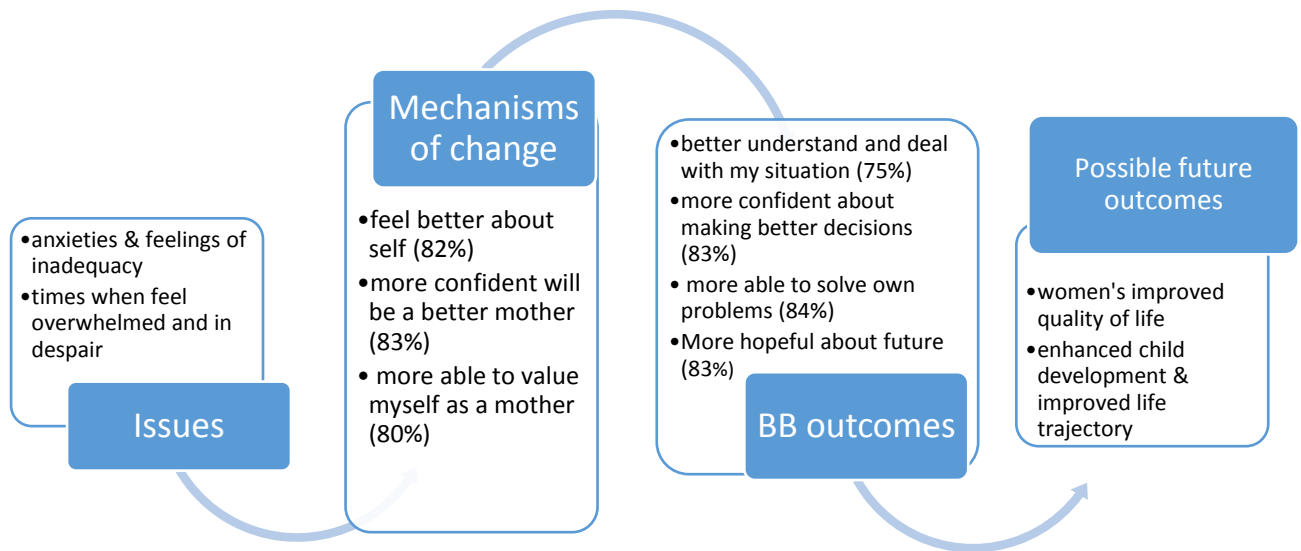 •anxieties & feelings of
inadequacy
•times when feel
overwhelmed and in
despair
Issues
Mechanisms
of change
•feel better about
self (82%)
•more confident will
be a better mother
(83%)
• more able to value
myself as a mother
(80%)
•better understand and deal
with my situation (75%)
•more confident about
making better decisions
(83%)
• more able to solve own
problems (84%)
•More hopeful about future
(83%)
BB outcomes
Possible future
outcomes
•women's improved
quality of life
•enhanced child
development &
improved life
trajectory